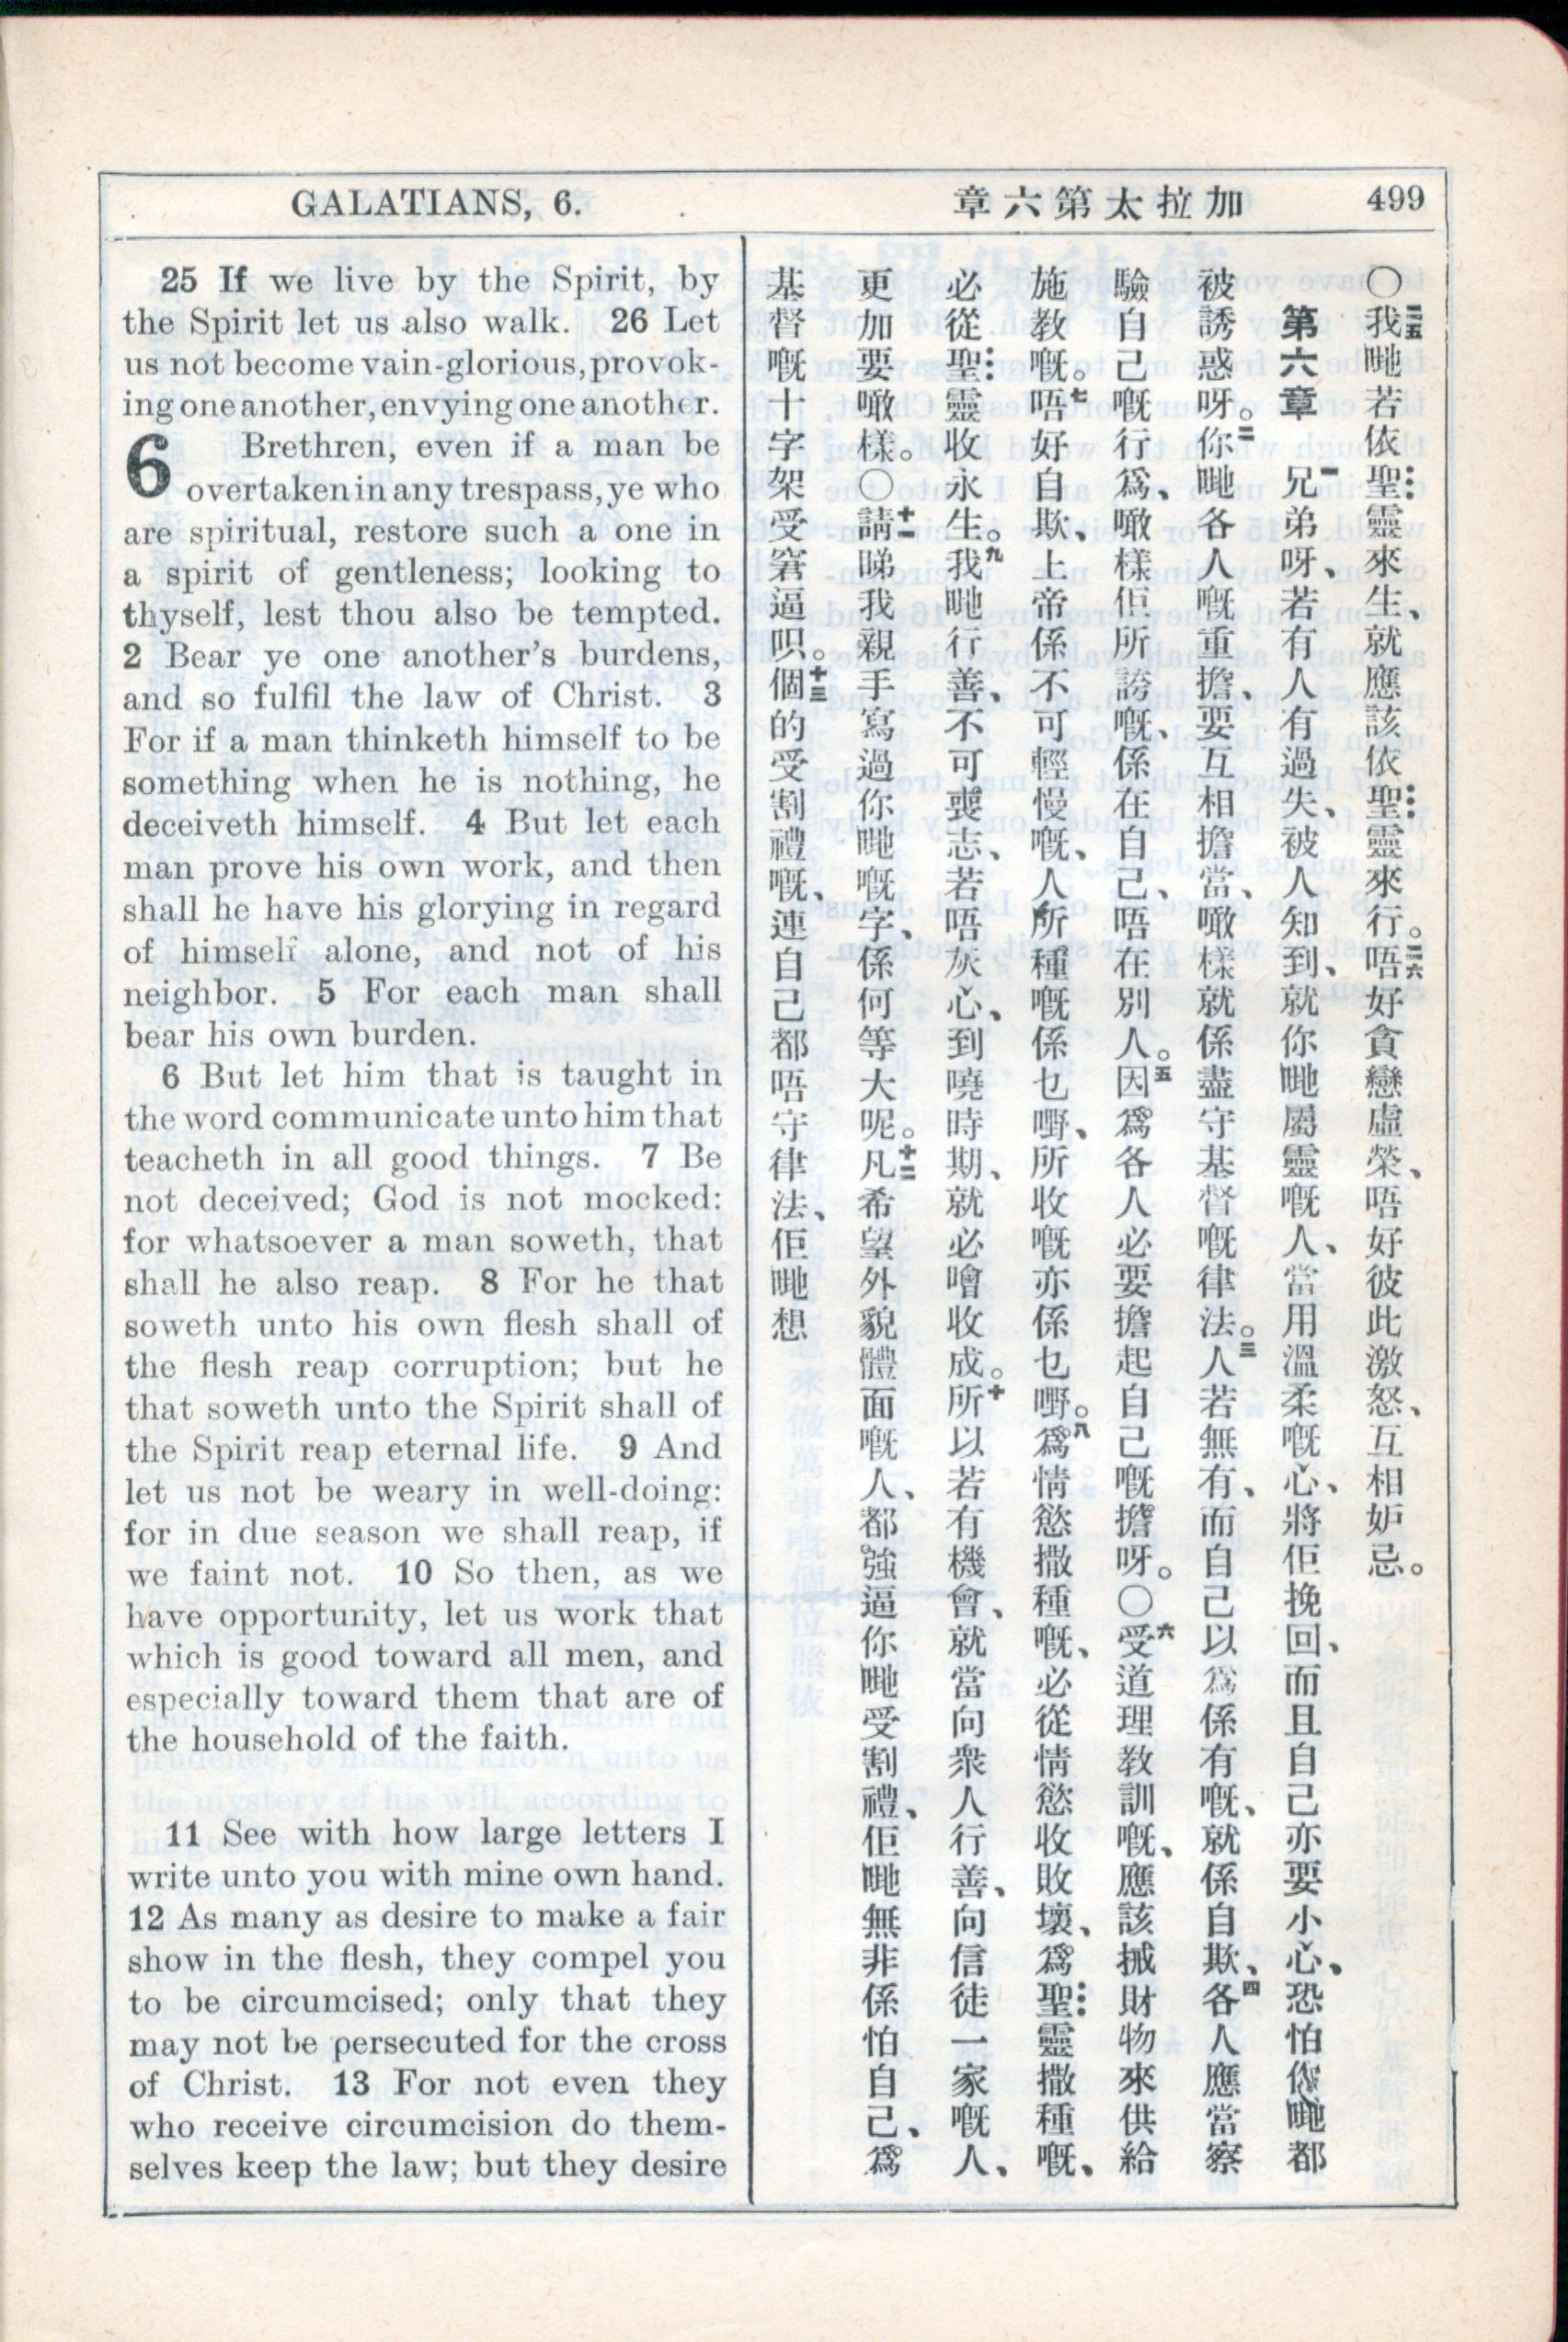 GALATIANS, 6.
章六第太拉加
499
25 If we live by the Spirit, by
the Spirit let us also walk. 26 Let
us not become vain-glorious, provok-
ing one another, envying one another.
6 Brethren, even if a man be
overtaken in any trespass, ye who
are spiritual, restore such a one in
a spirit of gentleness; looking to
thyself, lest thou also be tempted.
2 Bear ye one another's burdens,
and so fulfil the law of Christ. 3
For if a man thinketh himself to be
something when he is nothing, he
deceiveth himself. 4 But let each
man prove his own work, and then
shall he have his glorying in regard
of himself alone, and not of his
neighbor. 5 For each man shall
bear his own burden.
6 But let him that is taught in
the word communicate unto him that
teacheth in all good things. 7 Be
not deceived; God is not mocked:
for whatsoever a man soweth, that
shall he also reap. 8 For he that
soweth unto his own flesh shall of
the flesh reap corruption; but he
that soweth unto the Spirit shall of
the Spirit reap eternal life. 9 And
let us not be weary in well-doing:
for in due season we shall reap, if
we faint not. 10 So then, as we
have opportunity, let us work that
which is good toward all men, and
especially toward them that are of
the household of the faith.
11 See with how large letters I
write unto you with mine own hand.
12 As many as desire to make a fair
show in the flesh, they compel you
to be circumcised; only that they
may not be persecuted for the cross
of Christ. 13 For not even they
who receive circumcision do them-
selves keep the law; but they desire
〇二五我哋若依聖靈來生、就應該依聖靈來行。二六唔好貪戀虛榮、唔好彼此激怒、互相妒忌。
第六章 一兄弟呀、若有人有過失、被人知到、就你哋屬靈嘅人、當用溫柔嘅心、將佢挽回、而且自己亦要小心、恐怕你哋都
被誘惑呀。二你哋各人嘅重擔、要互相擔當、噉樣就係盡守基督嘅律法。三人若無有、而自己以爲係有嘅、就係自欺、四各人應當察
驗自己嘅行爲、噉樣佢所誇嘅、係在自己、唔在別人。五因爲各人必要擔起自己嘅擔呀。〇六受道理教訓嘅、應該搣財物來供給
施教嘅。七唔好自欺、上帝係不可輕慢嘅、人所種嘅係乜嘢、所收嘅亦係乜嘢。八爲情慾撒種嘅、必從情慾收敗壞、爲聖靈撒種嘅、
必從聖靈收永生。九我哋行善、不可喪志、若唔灰心、到嘵時期、就必噲收成。十所以若有機會、就當向衆人行善、向信徒一家嘅人、
更加要噉樣。〇十一請睇我親手寫過你哋嘅字、係何等大呢。十二凡希望外貌體面嘅人、都強逼你哋受割禮、佢哋無非係怕自己、爲
基督嘅十字架受窘逼呮。十三個的受割禮嘅、連自己都唔守律法、佢哋想